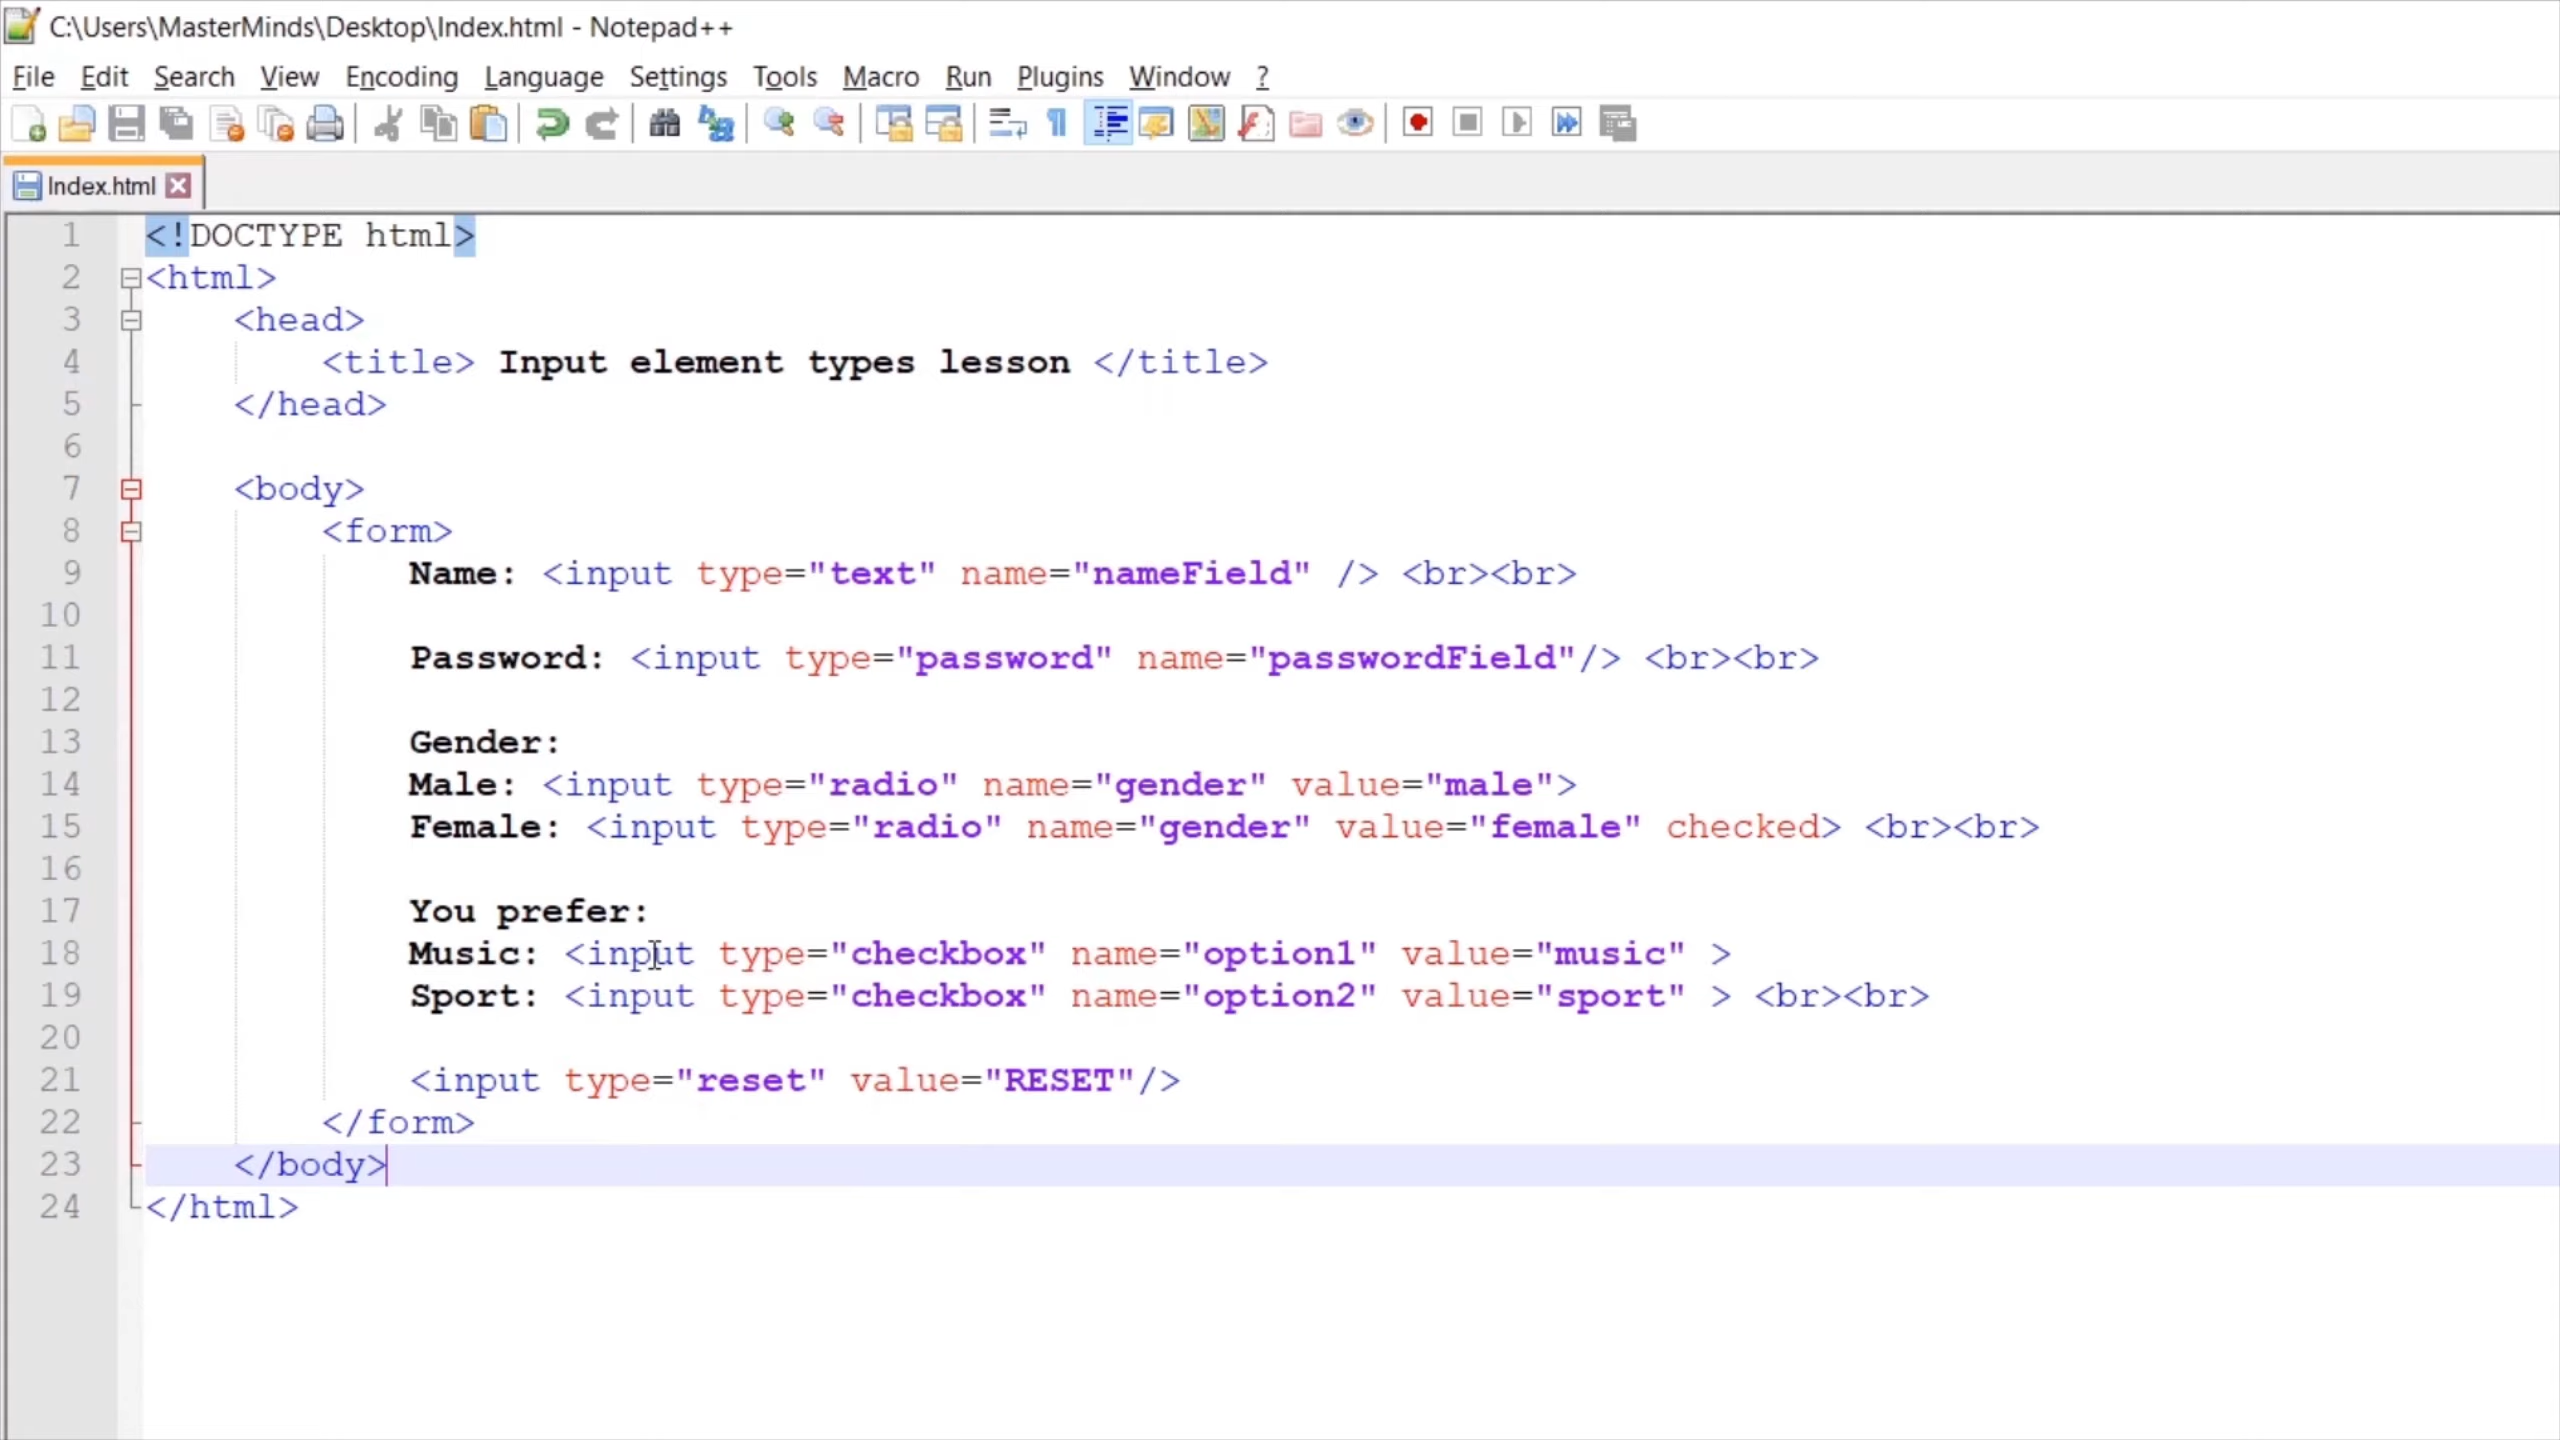 C:\Users\MasterMinds\Desktop\Index.html - Notepad++
File Edit Search View Encoding Language Settings Tools Macro Run Plugins Window ?
Index.html
1 <!DOCTYPE html>
2 <html>
3 <head>
4 <title> Input element types lesson </title>
5 </head>
6
7 <body>
8 <form>
9 Name: <input type="text" name="nameField" /> <br><br>
10
11 Password: <input type="password" name="passwordField"/> <br><br>
12
13 Gender:
14 Male: <input type="radio" name="gender" value="male">
15 Female: <input type="radio" name="gender" value="female" checked> <br><br>
16
17 You prefer:
18 Music: <input type="checkbox" name="option1" value="music" >
19 Sport: <input type="checkbox" name="option2" value="sport" > <br><br>
20
21 <input type="reset" value="RESET"/>
22 </form>
23 </body>
24 </html>